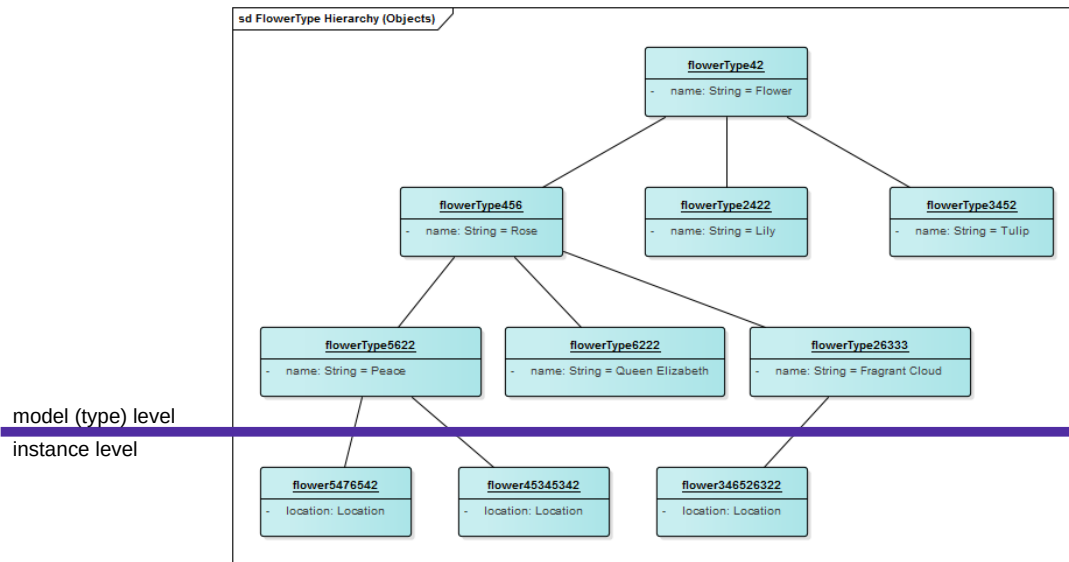 sd FlowerType Hierarchy (Objects)
flowerType42
- name: String = Flower
flowerType456
- name: String = Rose
flowerType2422
- name: String = Lily
flowerType3452
- name: String = Tulip
flowerType5622
- name: String = Peace
flowerType6222
- name: String = Queen Elizabeth
flowerType26333
- name: String = Fragrant Cloud
model (type) level
instance level
flower5476542
- location: Location
flower45345342
- location: Location
flower346526322
- location: Location